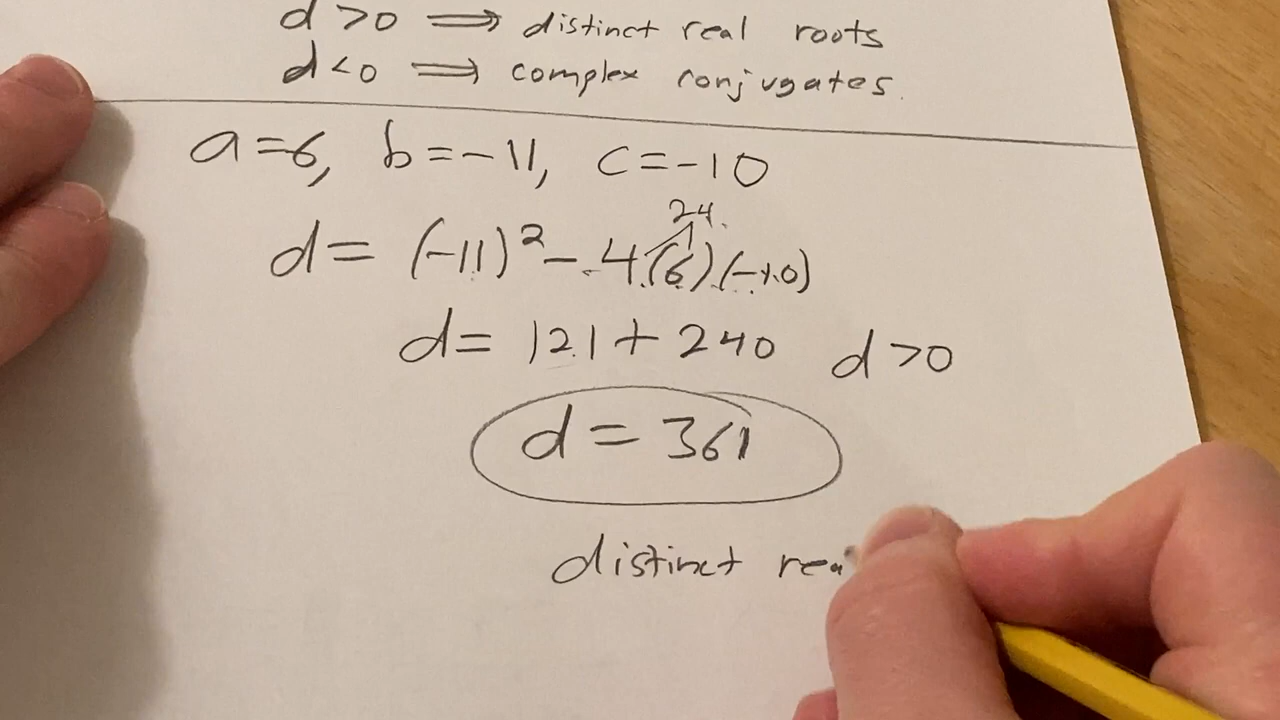 d > 0 ⟹ distinct real roots
d < 0 ⟹ complex conjugates.
a = 6, b = -11, c = -10
24.
d = (-11)² - 4(6)(-10)
d = 121 + 240 d > 0
d = 361
distinct rea